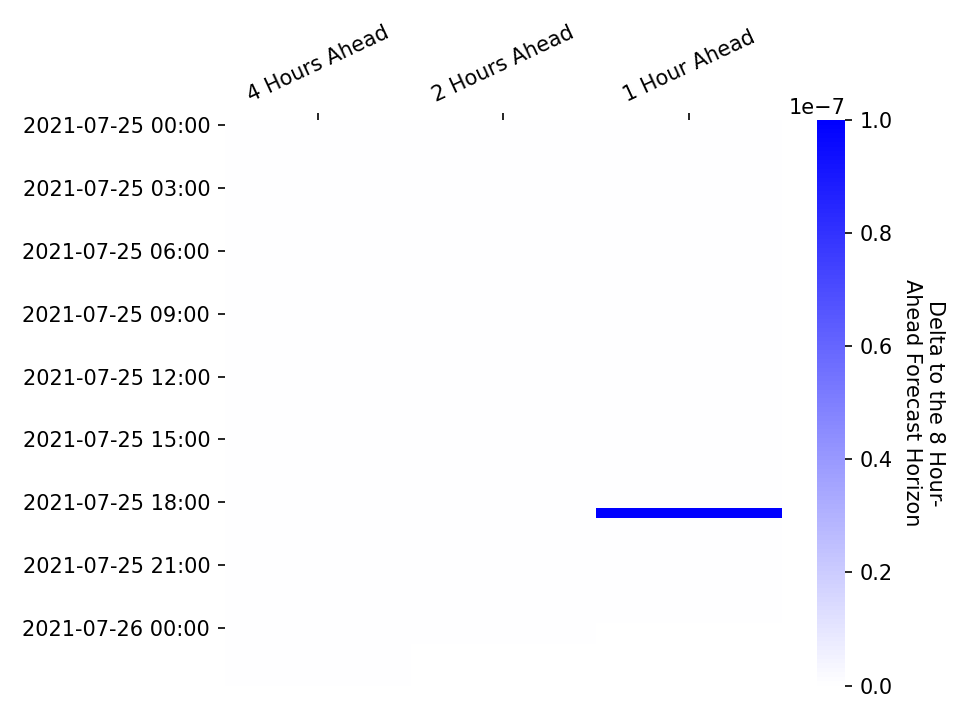 4 Hours Ahead
2 Hours Ahead
1 Hour Ahead
2021-07-25 00:00
2021-07-25 03:00
2021-07-25 06:00
2021-07-25 09:00
2021-07-25 12:00
2021-07-25 15:00
2021-07-25 18:00
2021-07-25 21:00
2021-07-26 00:00
1e−7
1.0
0.8
0.6
0.4
0.2
0.0
Delta to the 8 Hour-
Ahead Forecast Horizon